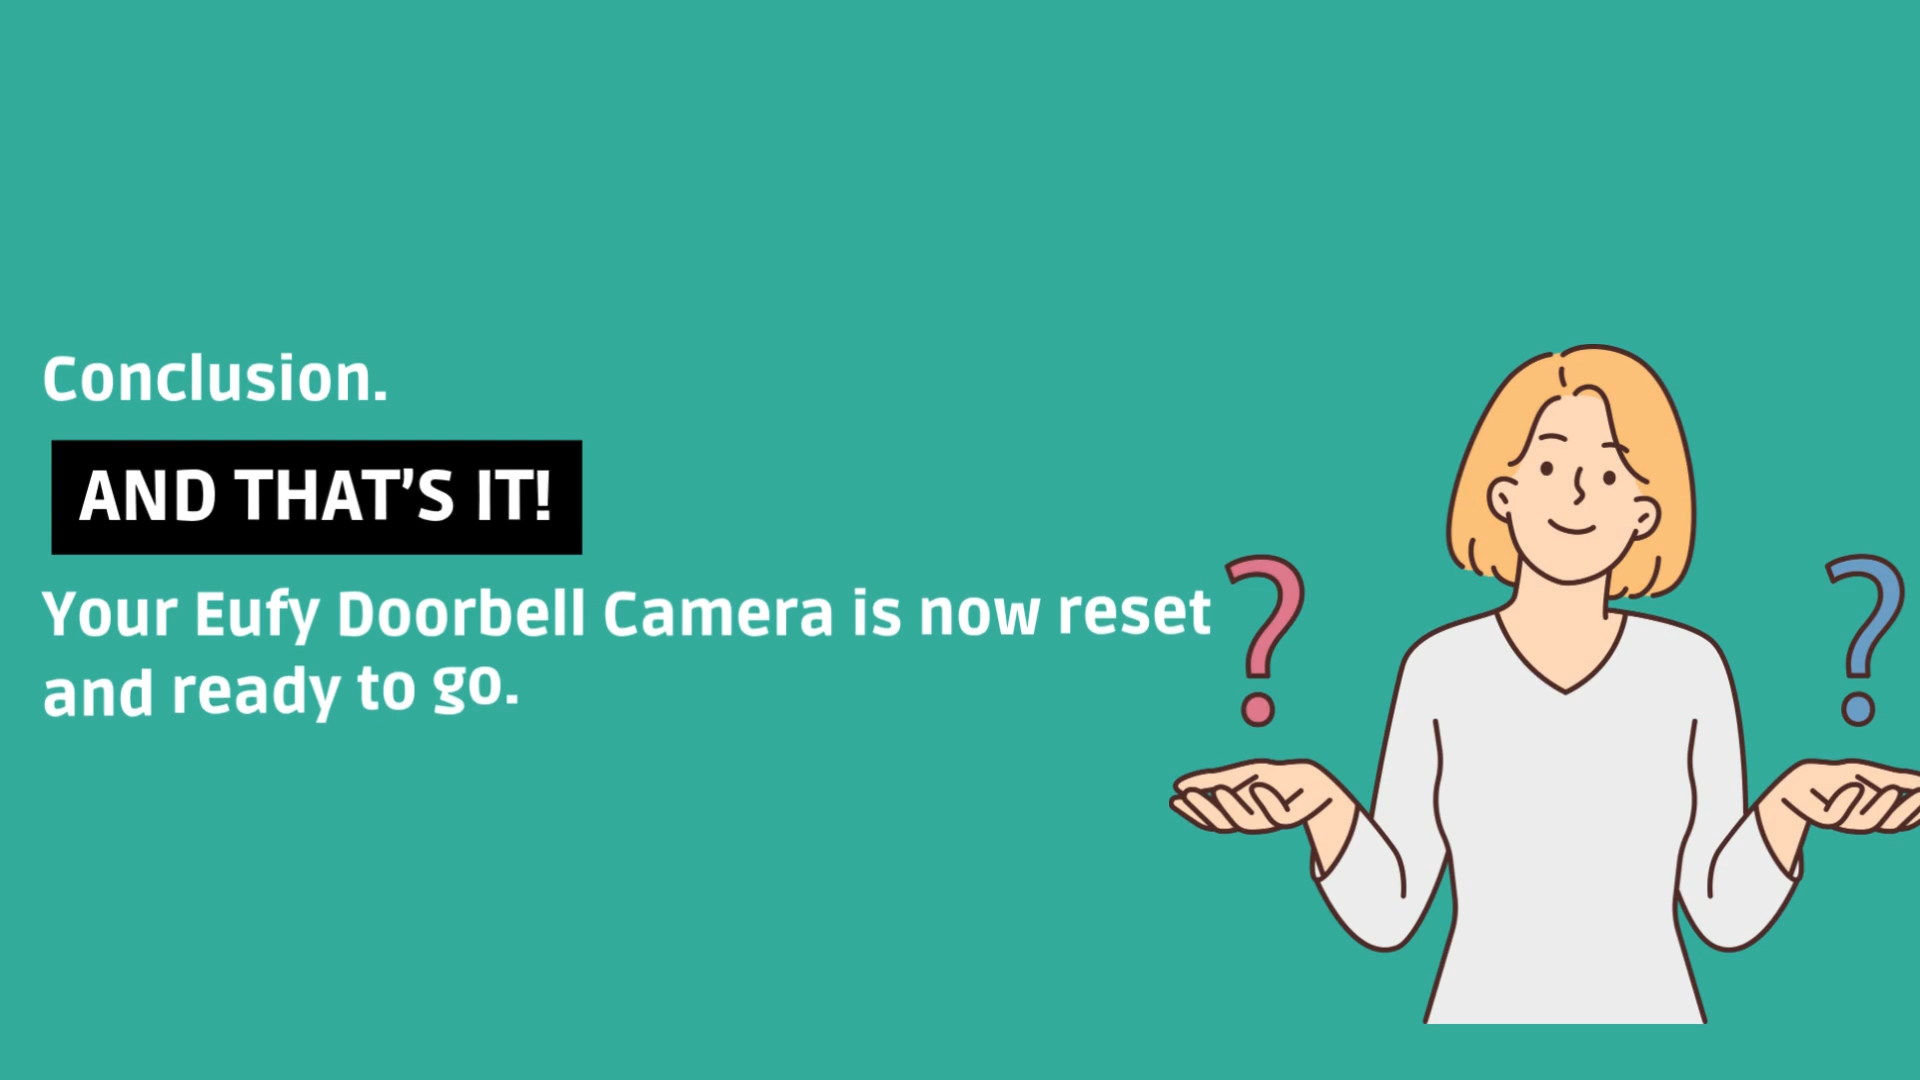 Conclusion.
AND THAT’S IT!
Your Eufy Doorbell Camera is now reset
and ready to go.
? ?